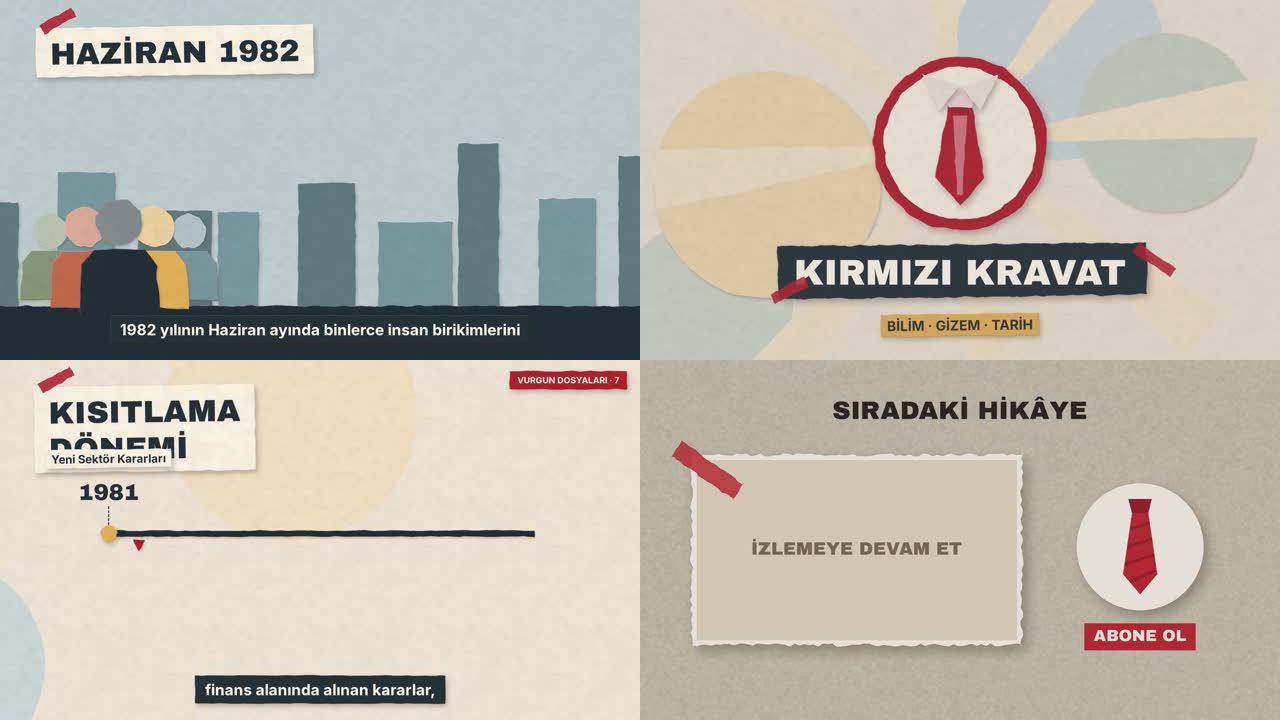 HAZİRAN 1982
1982 yılının Haziran ayında binlerce insan birikimlerini
KIRMIZI KRAVAT
BİLİM · GİZEM · TARİH
VURGUN DOSYALARI · 7
KISITLAMA
DÖNEMİ
Yeni Sektör Kararları
1981
finans alanında alınan kararlar,
SIRADAKİ HİKÂYE
İZLEMEYE DEVAM ET
ABONE OL